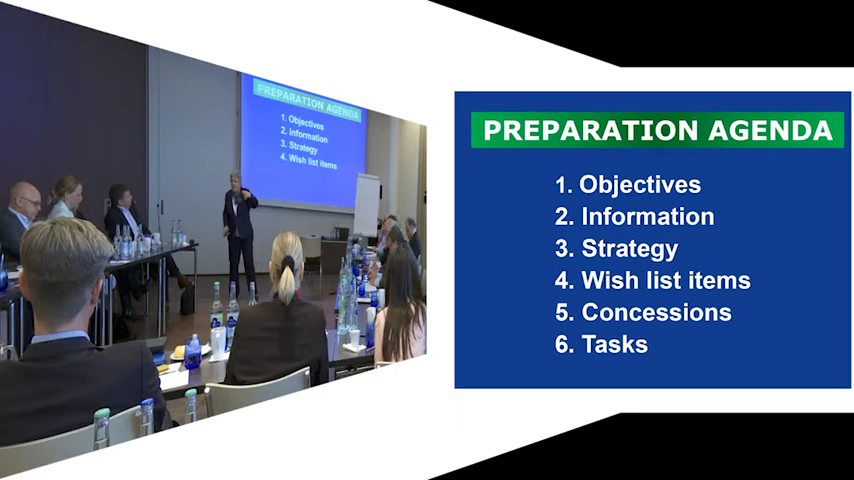 PREPARATION AGENDA
1. Objectives
2. Information
3. Strategy
4. Wish list items
PREPARATION AGENDA
1. Objectives
2. Information
3. Strategy
4. Wish list items
5. Concessions
6. Tasks